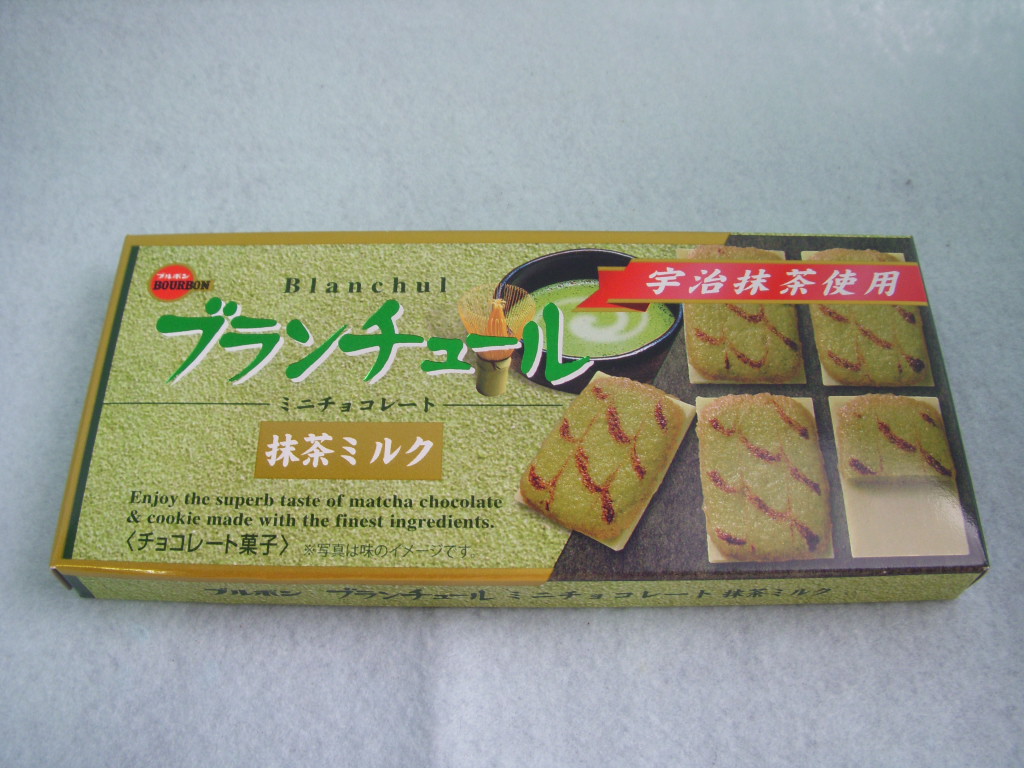 ブルボン
BOURBON
Blanchul
宇治抹茶使用
ブランチュール
ミニチョコレート
抹茶ミルク
Enjoy the superb taste of matcha chocolate
& cookie made with the finest ingredients.
〈チョコレート菓子〉 ※写真は味のイメージです。
ブルボン ブランチュール ミニチョコレート 抹茶ミルク